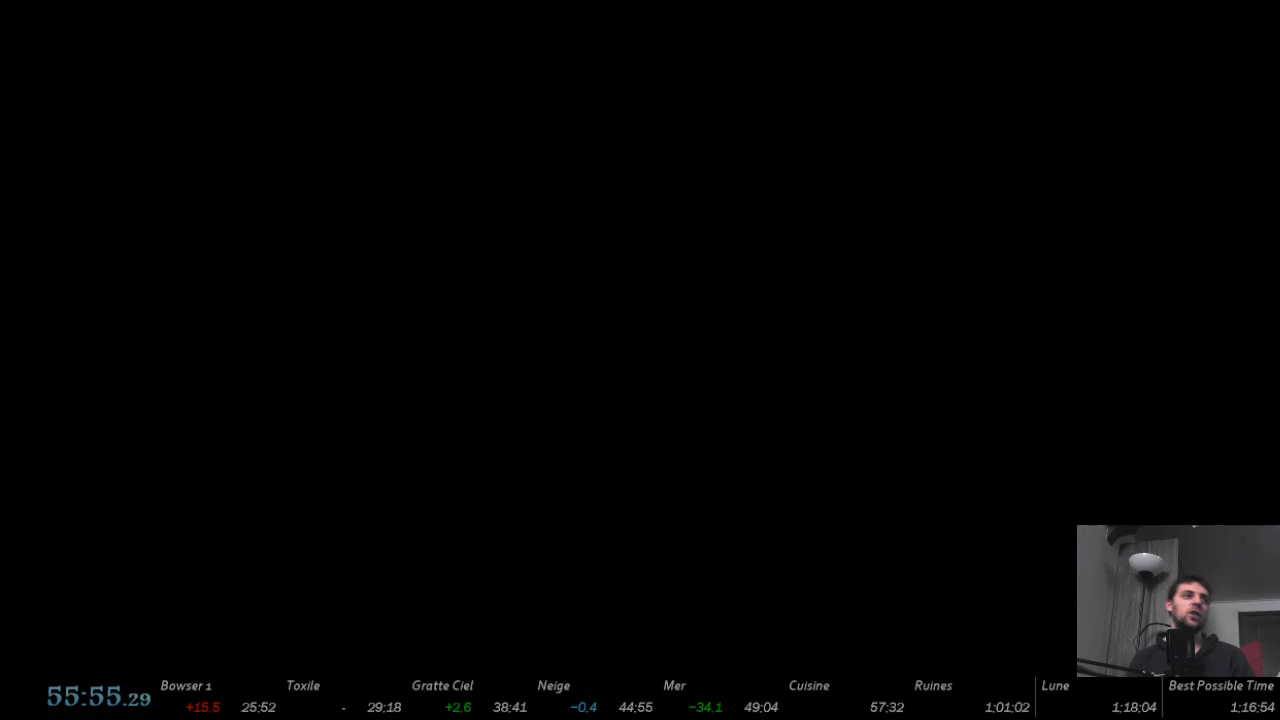 55:55.29
Bowser 1 Toxile Gratte Ciel Neige Mer Cuisine Ruines Lune Best Possible Time
+15.5 25:52 - 29:18 +2.6 38:41 −0.4 44:55 −34.1 49:04 57:32 1:01:02 1:18:04 1:16:54